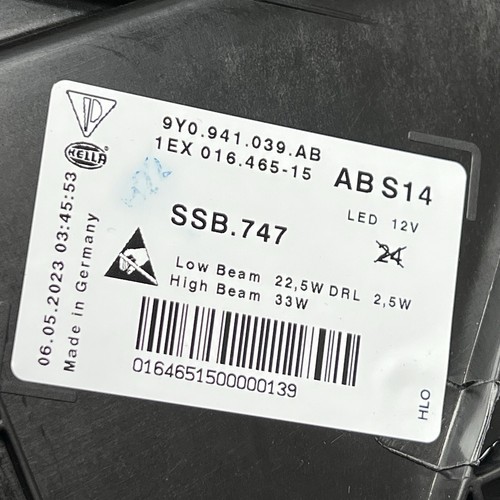 HELLA
9Y0.941.039.AB
1EX 016.465-15
AB S14
LED 12V
24
SSB.747
Low Beam 22,5W DRL 2,5W
High Beam 33W
0164651500000139
06.05.2023 03:45:53
Made in Germany
HLO